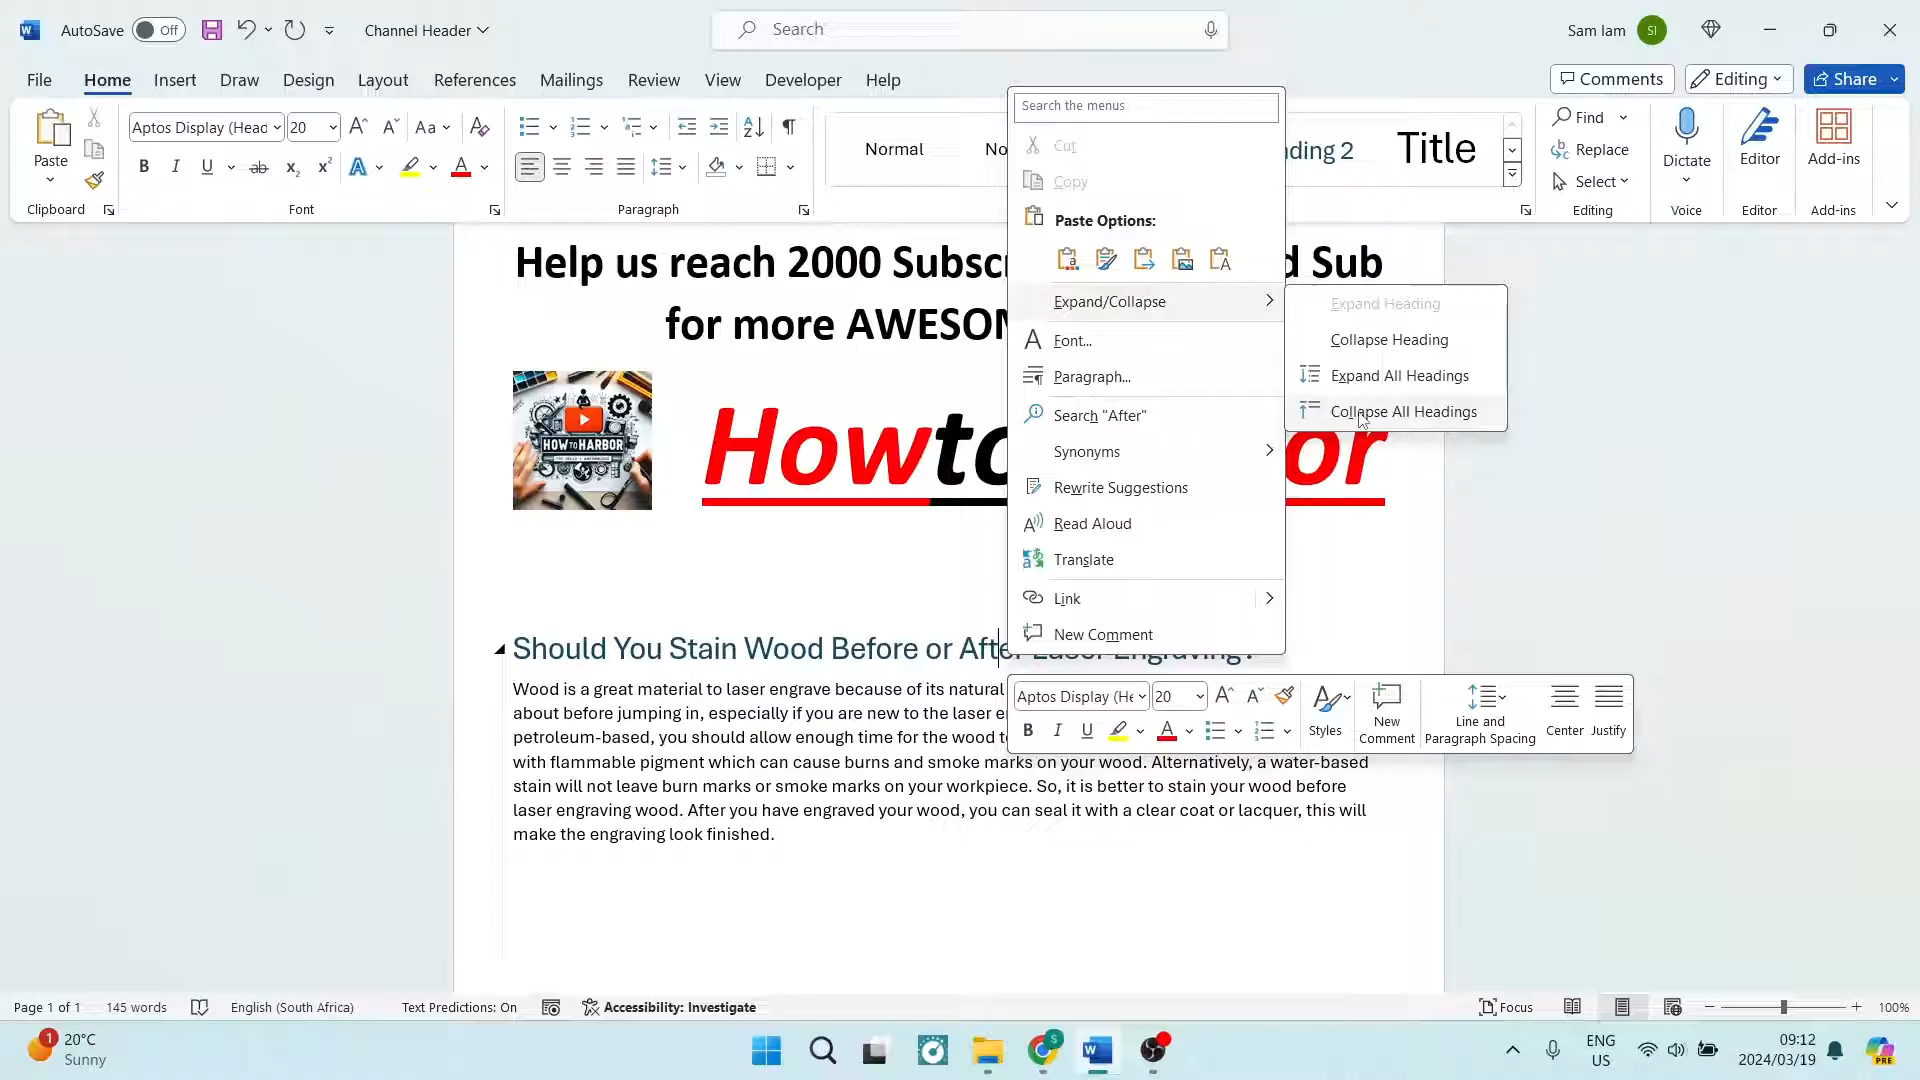 AutoSave Off
Channel Header
Search
Sam Iam SI
File Home Insert Draw Design Layout References Mailings Review View Developer Help
Comments Editing Share
Paste
Clipboard
Aptos Display (Head 20
Font
Paragraph
Normal No ding 2 Title
Find
Replace
Select
Editing
Dictate
Voice
Editor
Editor
Add-ins
Add-ins
Search the menus
Cut
Copy
Paste Options:
Expand/Collapse
Font...
Paragraph...
Search "After"
Synonyms
Rewrite Suggestions
Read Aloud
Translate
Link
New Comment
Expand Heading
Collapse Heading
Expand All Headings
Collapse All Headings
Help us reach 2000 Subscr d Sub
for more AWESOM
HOWTOHARBOR
Howto or
Should You Stain Wood Before or After Laser Engraving?
Wood is a great material to laser engrave because of its natural
about before jumping in, especially if you are new to the laser en
petroleum-based, you should allow enough time for the wood to
with flammable pigment which can cause burns and smoke marks on your wood. Alternatively, a water-based
stain will not leave burn marks or smoke marks on your workpiece. So, it is better to stain your wood before
laser engraving wood. After you have engraved your wood, you can seal it with a clear coat or lacquer, this will
make the engraving look finished.
Aptos Display (He 20
Styles
New Comment
Line and Paragraph Spacing
Center
Justify
Page 1 of 1 145 words English (South Africa) Text Predictions: On Accessibility: Investigate Focus 100%
1 20°C
Sunny
ENG
US
09:12
2024/03/19